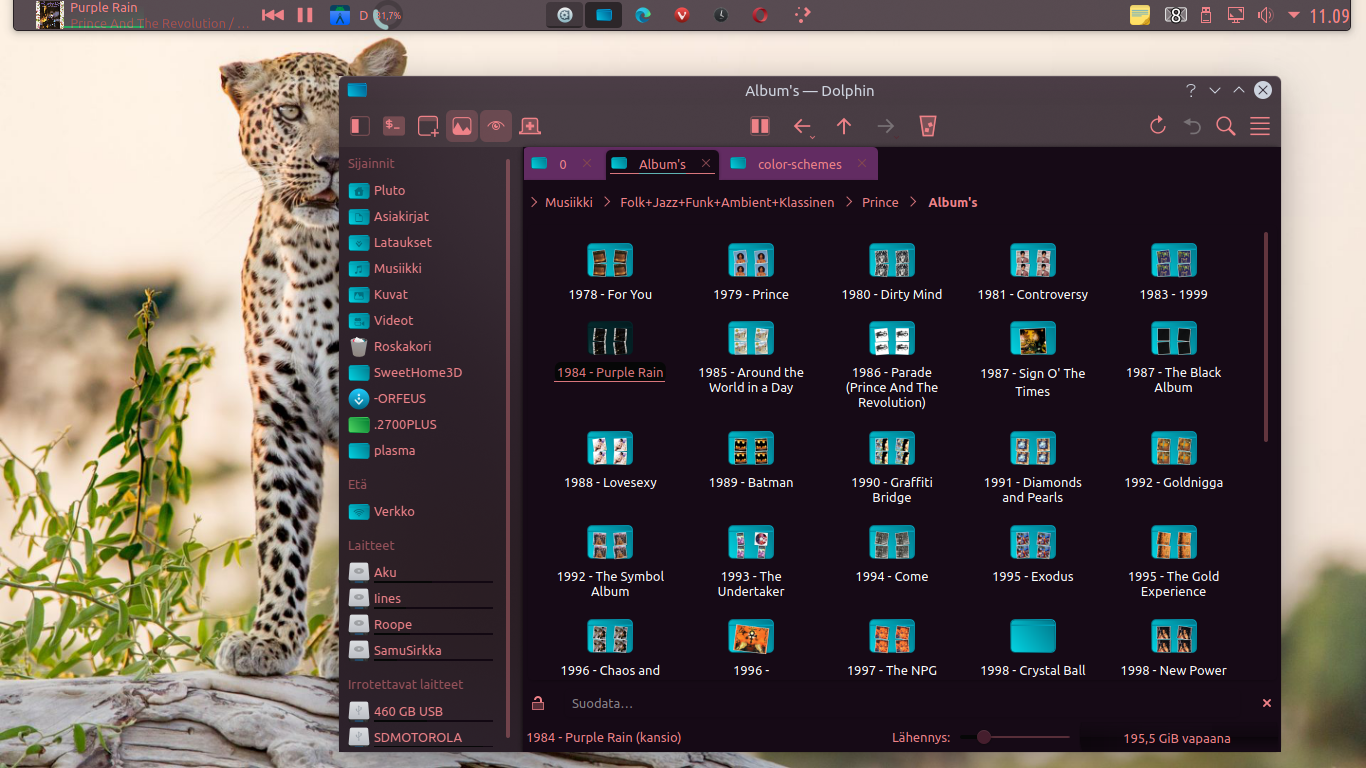 Purple Rain
Prince And The Revolution / ...
D
31,7%
8
11.09
Album's — Dolphin
Sijainnit
Pluto
Asiakirjat
Lataukset
Musiikki
Kuvat
Videot
Roskakori
SweetHome3D
-ORFEUS
.2700PLUS
plasma
Etä
Verkko
Laitteet
Aku
Iines
Roope
SamuSirkka
Irrotettavat laitteet
460 GB USB
SDMOTOROLA
0
Album's
color-schemes
Musiikki > Folk+Jazz+Funk+Ambient+Klassinen > Prince > Album's
1978 - For You
1979 - Prince
1980 - Dirty Mind
1981 - Controversy
1983 - 1999
1984 - Purple Rain
1985 - Around the
World in a Day
1986 - Parade
(Prince And The
Revolution)
1987 - Sign O' The
Times
1987 - The Black
Album
1988 - Lovesexy
1989 - Batman
1990 - Graffiti
Bridge
1991 - Diamonds
and Pearls
1992 - Goldnigga
1992 - The Symbol
Album
1993 - The
Undertaker
1994 - Come
1995 - Exodus
1995 - The Gold
Experience
1996 - Chaos and
1996 -
1997 - The NPG
1998 - Crystal Ball
1998 - New Power
Suodata...
1984 - Purple Rain (kansio)
Lähennys:
195,5 GiB vapaana